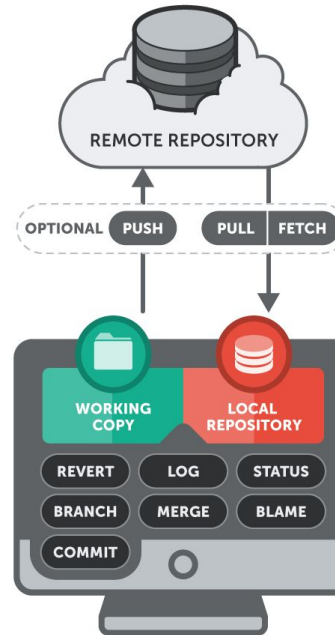 REMOTE REPOSITORY
OPTIONAL PUSH PULL FETCH
WORKING
COPY
LOCAL
REPOSITORY
REVERT LOG STATUS
BRANCH MERGE BLAME
COMMIT